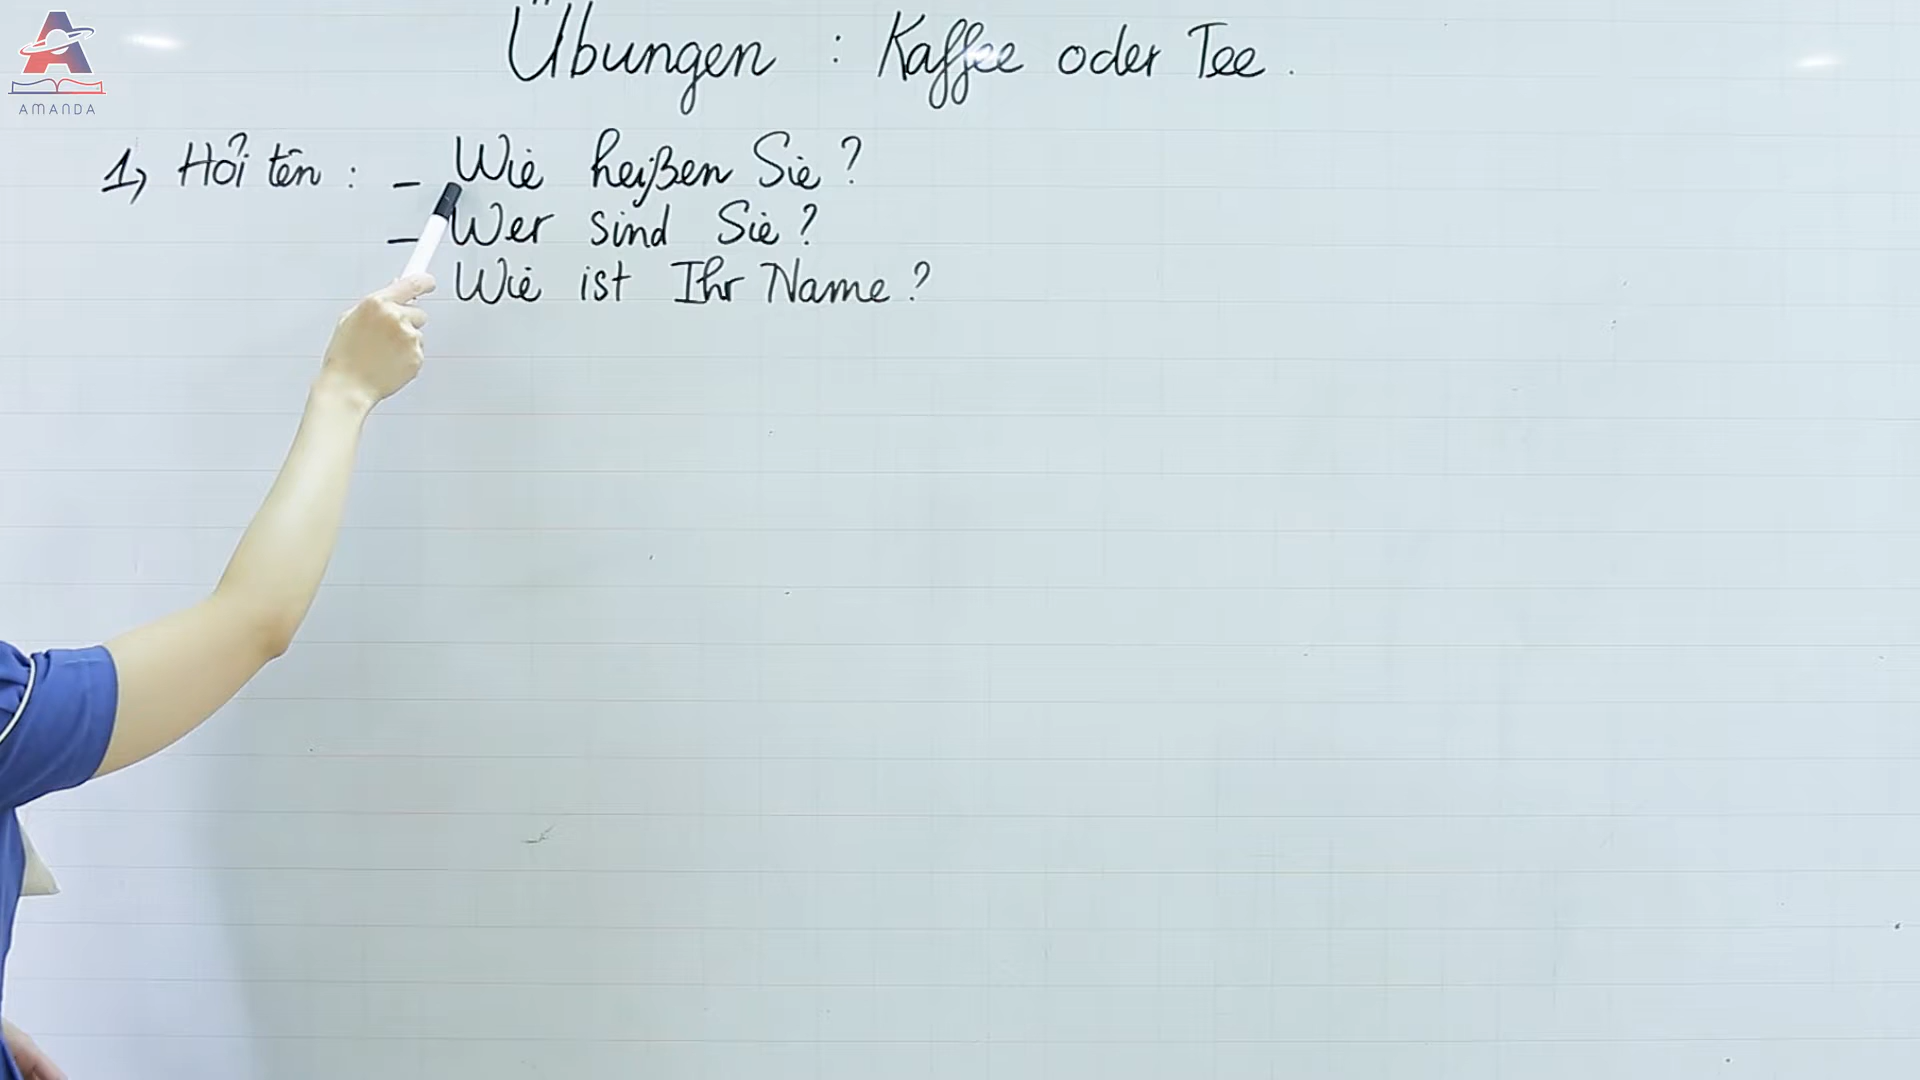 AMANDA
Übungen : Kaffee oder Tee.
1, Hỏi tên : - Wie heißen Sie?
- Wer sind Sie?
Wie ist Ihr Name?